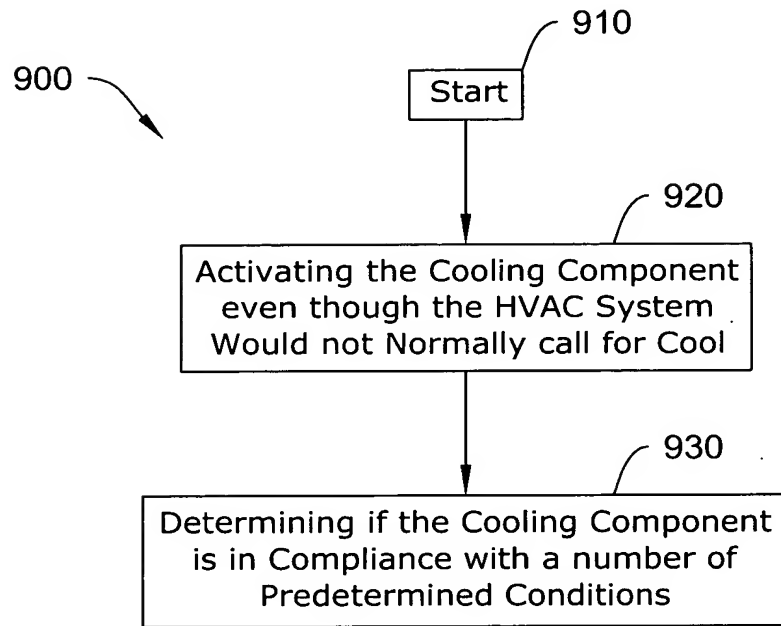 910
900
Start
920
Activating the Cooling Component
even though the HVAC System
Would not Normally call for Cool
930
Determining if the Cooling Component
is in Compliance with a number of
Predetermined Conditions